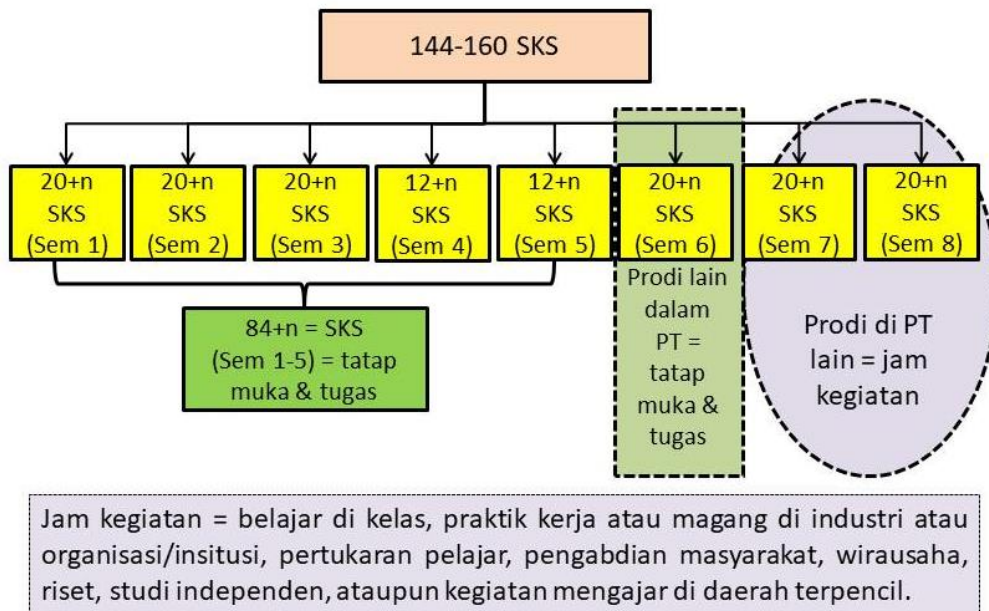 144-160 SKS
20+n
SKS
(Sem 1)
20+n
SKS
(Sem 2)
20+n
SKS
(Sem 3)
12+n
SKS
(Sem 4)
12+n
SKS
(Sem 5)
20+n
SKS
(Sem 6)
20+n
SKS
(Sem 7)
20+n
SKS
(Sem 8)
84+n = SKS
(Sem 1-5) = tatap
muka & tugas
Prodi lain
dalam
PT =
tatap
muka &
tugas
Prodi di PT
lain = jam
kegiatan
Jam kegiatan = belajar di kelas, praktik kerja atau magang di industri atau
organisasi/insitusi, pertukaran pelajar, pengabdian masyarakat, wirausaha,
riset, studi independen, ataupun kegiatan mengajar di daerah terpencil.